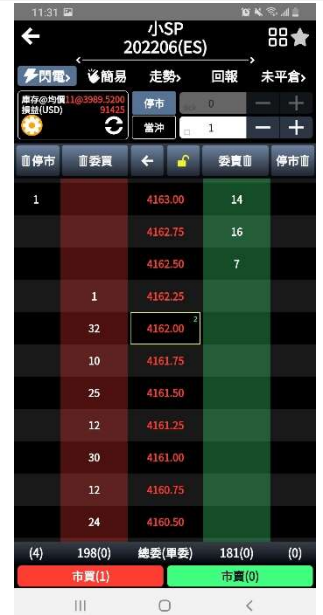 11:31
小SP
202206(ES)
閃電 簡易 走勢 回報 未平倉
庫存@均價 11@3989.5200
損益(USD) 91425
停市 0
當沖 口 1
停市 委買 委賣 停市
1 4163.00 14
4162.75 16
4162.50 7
1 4162.25
32 4162.00 2
10 4161.75
25 4161.50
12 4161.25
30 4161.00
12 4160.75
24 4160.50
(4) 198(0) 總委(單委) 181(0) (0)
市買(1) 市賣(0)